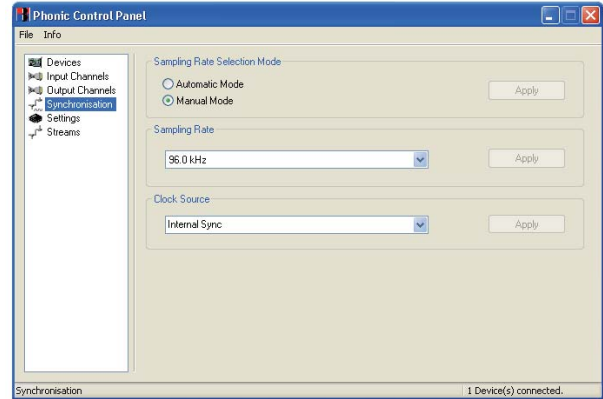 Phonic Control Panel
File Info
Devices
Input Channels
Output Channels
Synchronisation
Settings
Streams
Sampling Rate Selection Mode
Automatic Mode
Manual Mode
Apply
Sampling Rate
96.0 kHz
Apply
Clock Source
Internal Sync
Apply
Synchronisation
1 Device(s) connected.